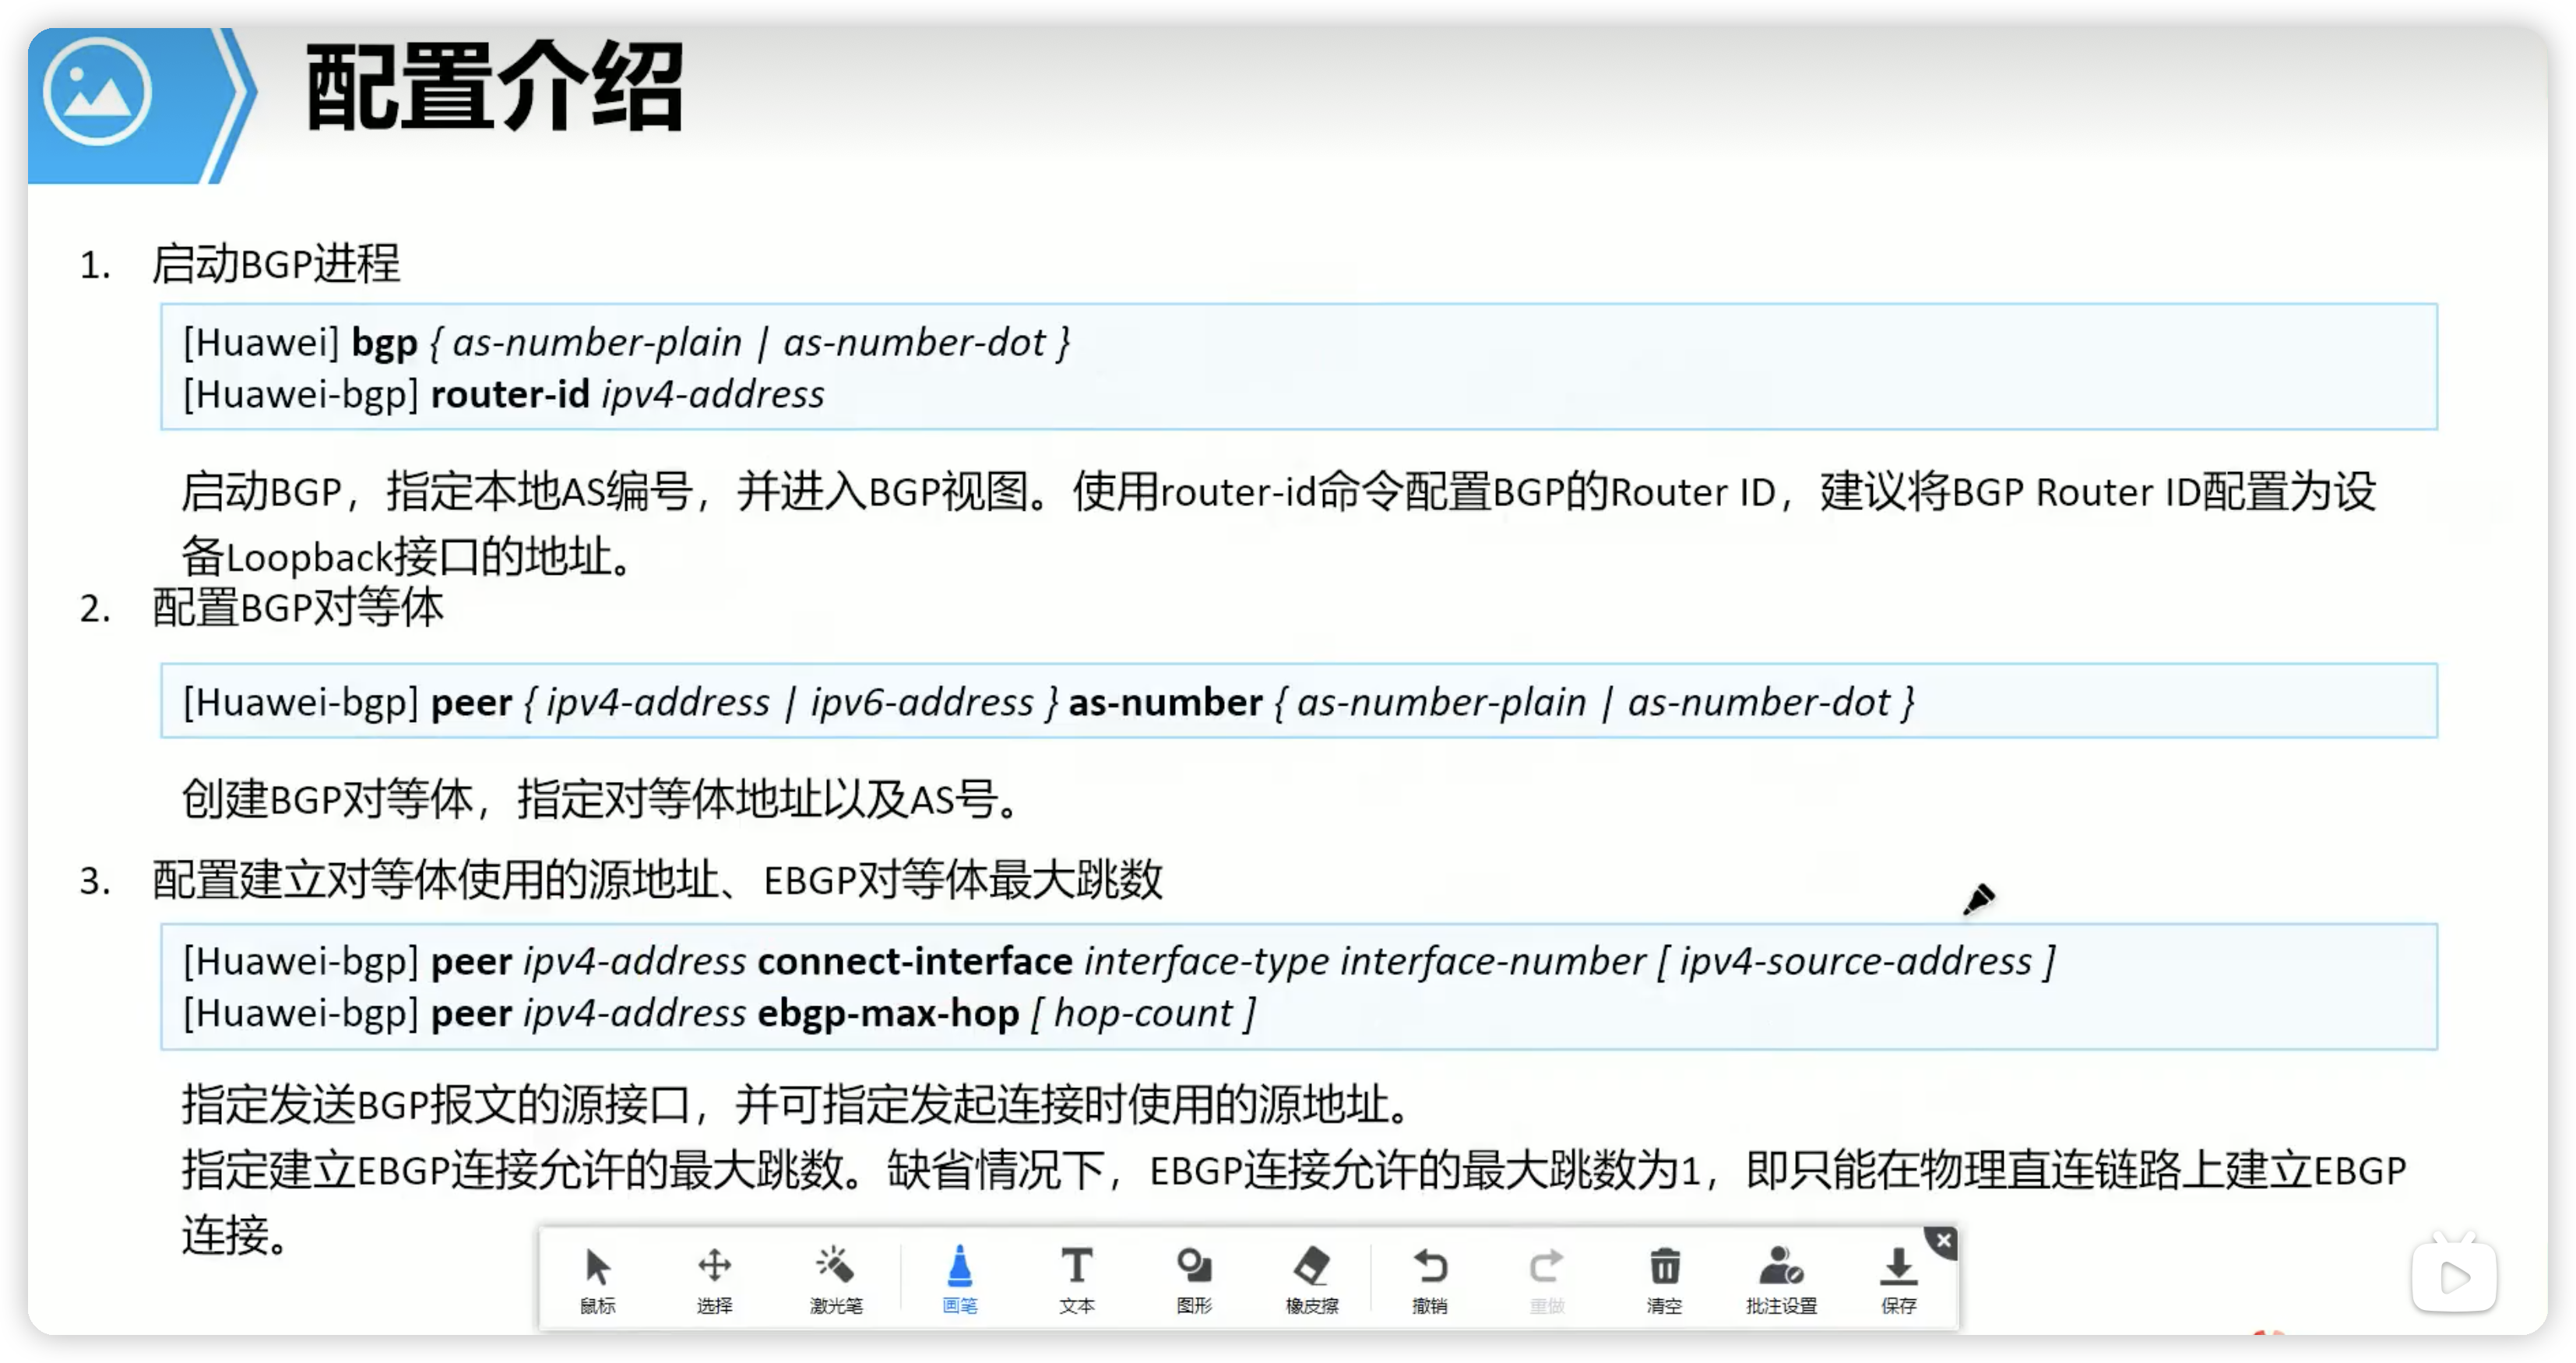 配置介绍
1. 启动BGP进程
[Huawei] bgp { as-number-plain | as-number-dot }
[Huawei-bgp] router-id ipv4-address
启动BGP，指定本地AS编号，并进入BGP视图。使用router-id命令配置BGP的Router ID，建议将BGP Router ID配置为设
备Loopback接口的地址。
2. 配置BGP对等体
[Huawei-bgp] peer { ipv4-address | ipv6-address } as-number { as-number-plain | as-number-dot }
创建BGP对等体，指定对等体地址以及AS号。
3. 配置建立对等体使用的源地址、EBGP对等体最大跳数
[Huawei-bgp] peer ipv4-address connect-interface interface-type interface-number [ ipv4-source-address ]
[Huawei-bgp] peer ipv4-address ebgp-max-hop [ hop-count ]
指定发送BGP报文的源接口，并可指定发起连接时使用的源地址。
指定建立EBGP连接允许的最大跳数。缺省情况下，EBGP连接允许的最大跳数为1，即只能在物理直连链路上建立EBGP
连接。
鼠标 选择 激光笔 画笔 文本 图形 橡皮擦 撤销 重做 清空 批注设置 保存